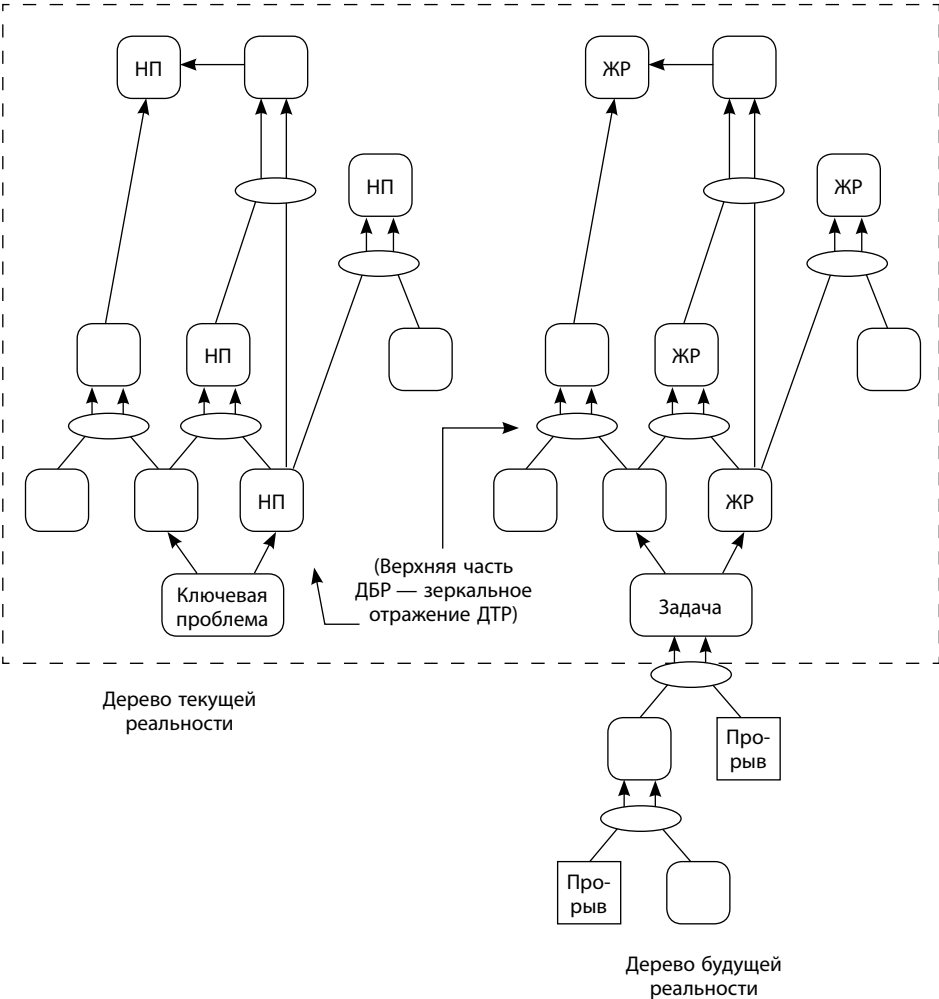 НП
ЖР
НП
ЖР
НП
ЖР
НП
ЖР
(Верхняя часть
ДБР — зеркальное
отражение ДТР)
Ключевая
проблема
Задача
Дерево текущей
реальности
Про-
рыв
Про-
рыв
Дерево будущей
реальности